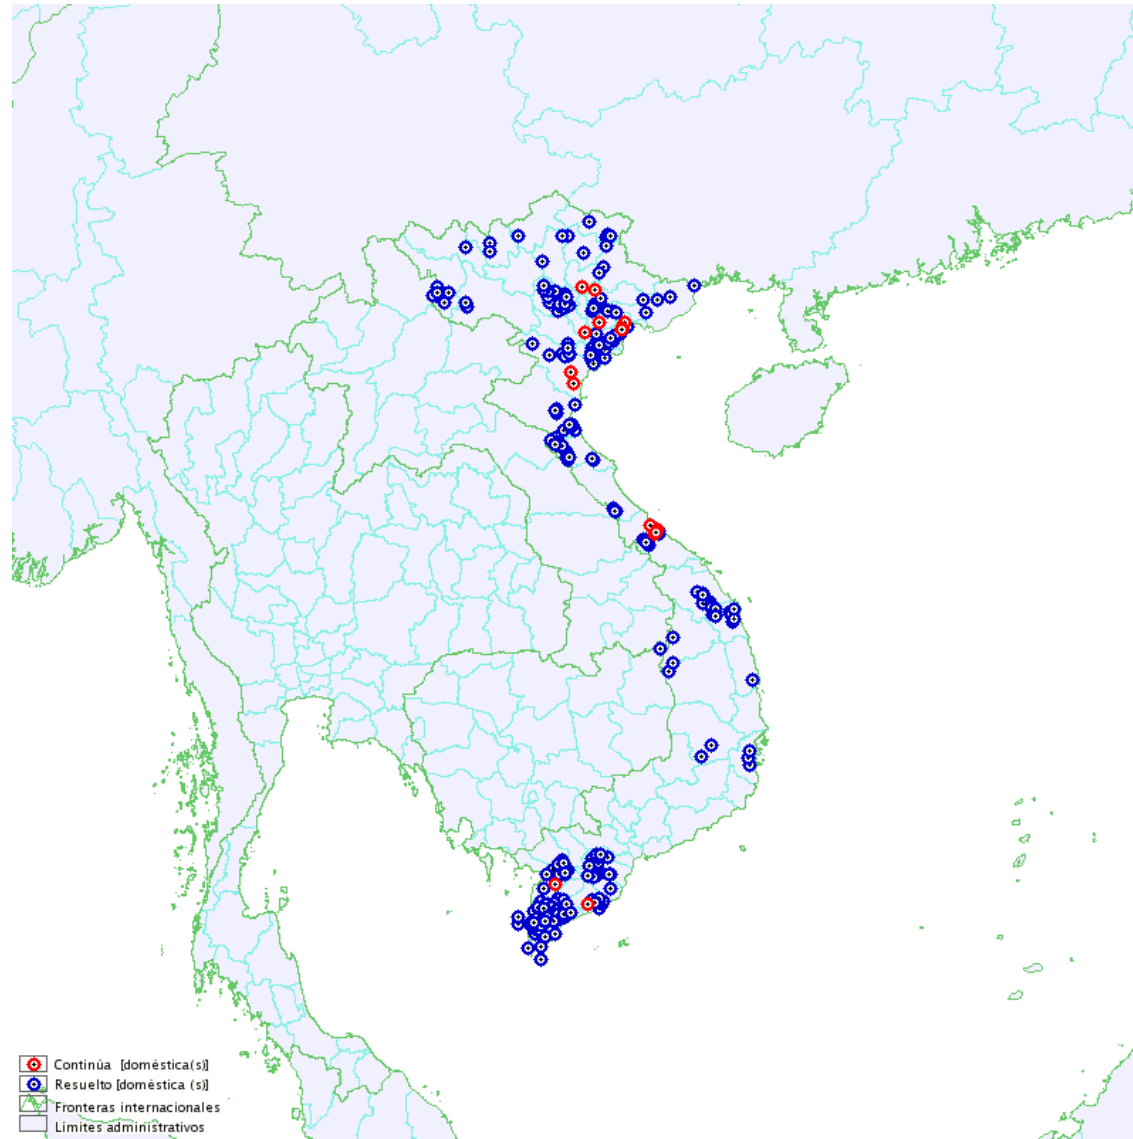 Continúa [doméstica(s)]
Resuelto [doméstica (s)]
Fronteras internacionales
Límites administrativos